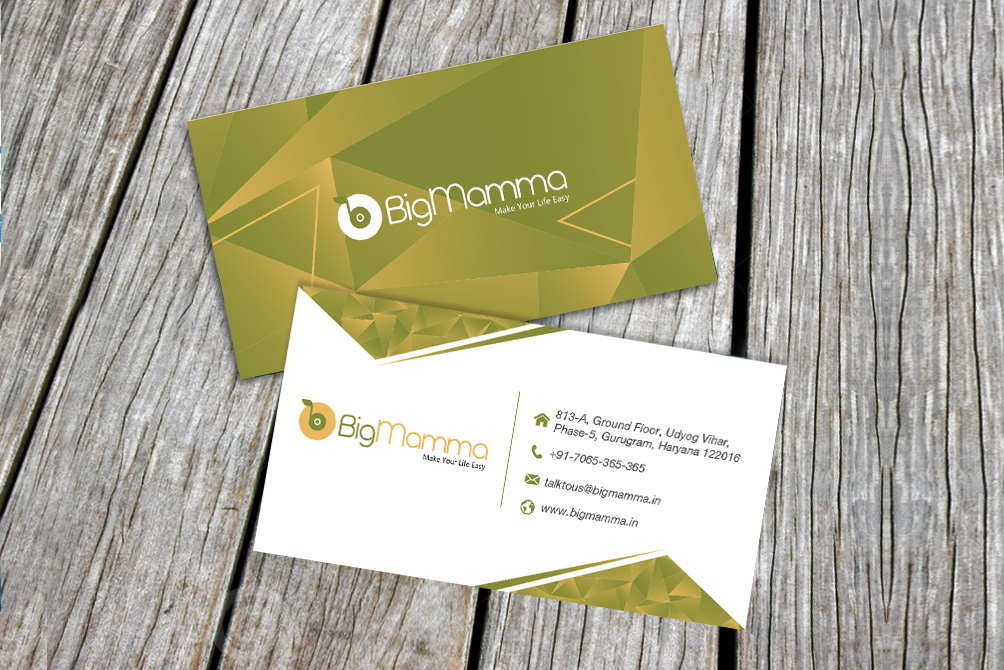 BigMamma
Make Your Life Easy
BigMamma
Make Your Life Easy
813-A, Ground Floor, Udyog Vihar,
Phase-5, Gurugram, Haryana 122016
+91-7065-365-365
talktous@bigmamma.in
www.bigmamma.in